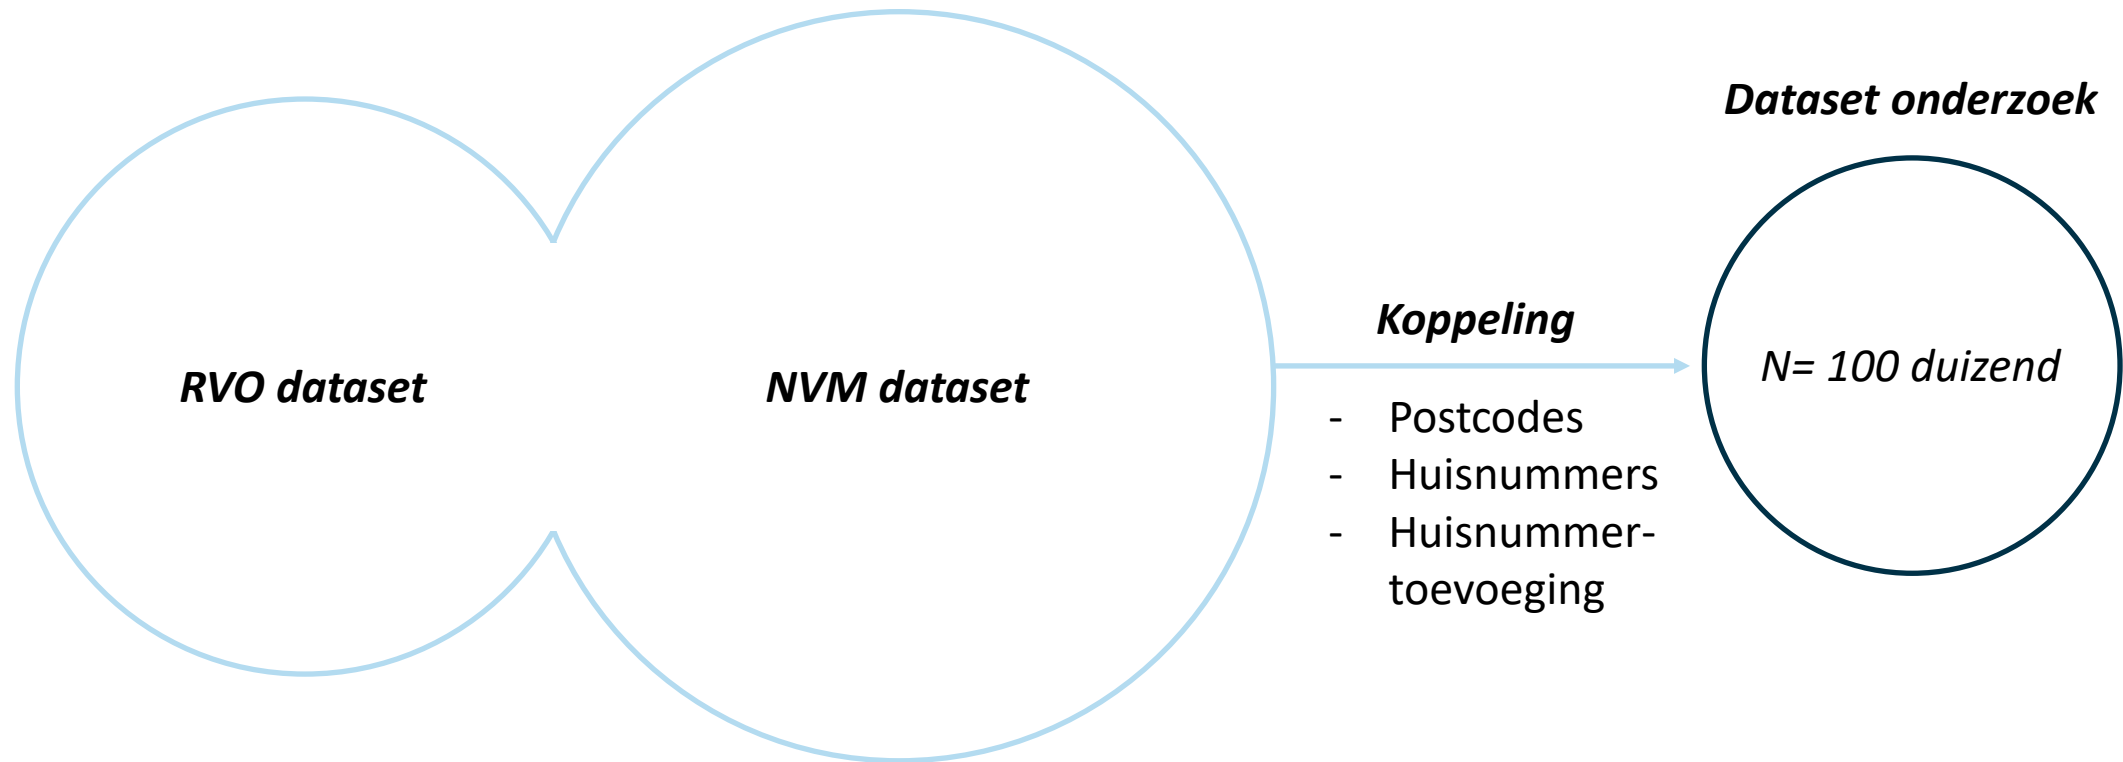 RVO dataset
NVM dataset
Koppeling
- Postcodes
- Huisnummers
- Huisnummer-
toevoeging
Dataset onderzoek
N= 100 duizend